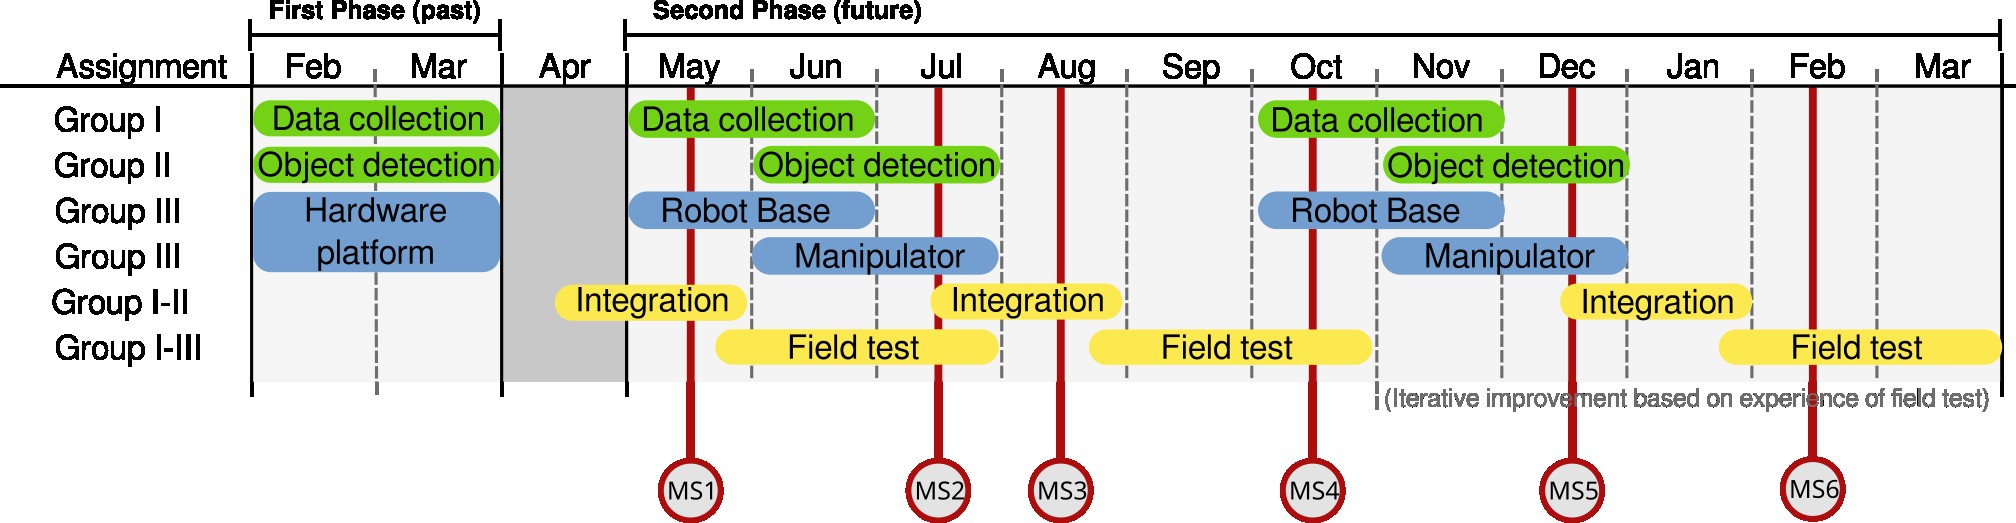 First Phase (past) Second Phase (future)
Assignment Feb Mar Apr May Jun Jul Aug Sep Oct Nov Dec Jan Feb Mar
Group I Data collection Data collection Data collection
Group II Object detection Object detection Object detection
Group III Hardware platform Robot Base Robot Base
Group III Manipulator Manipulator
Group I-II Integration Integration Integration
Group I-III Field test Field test Field test
(Iterative improvement based on experience of field test)
MS1 MS2 MS3 MS4 MS5 MS6